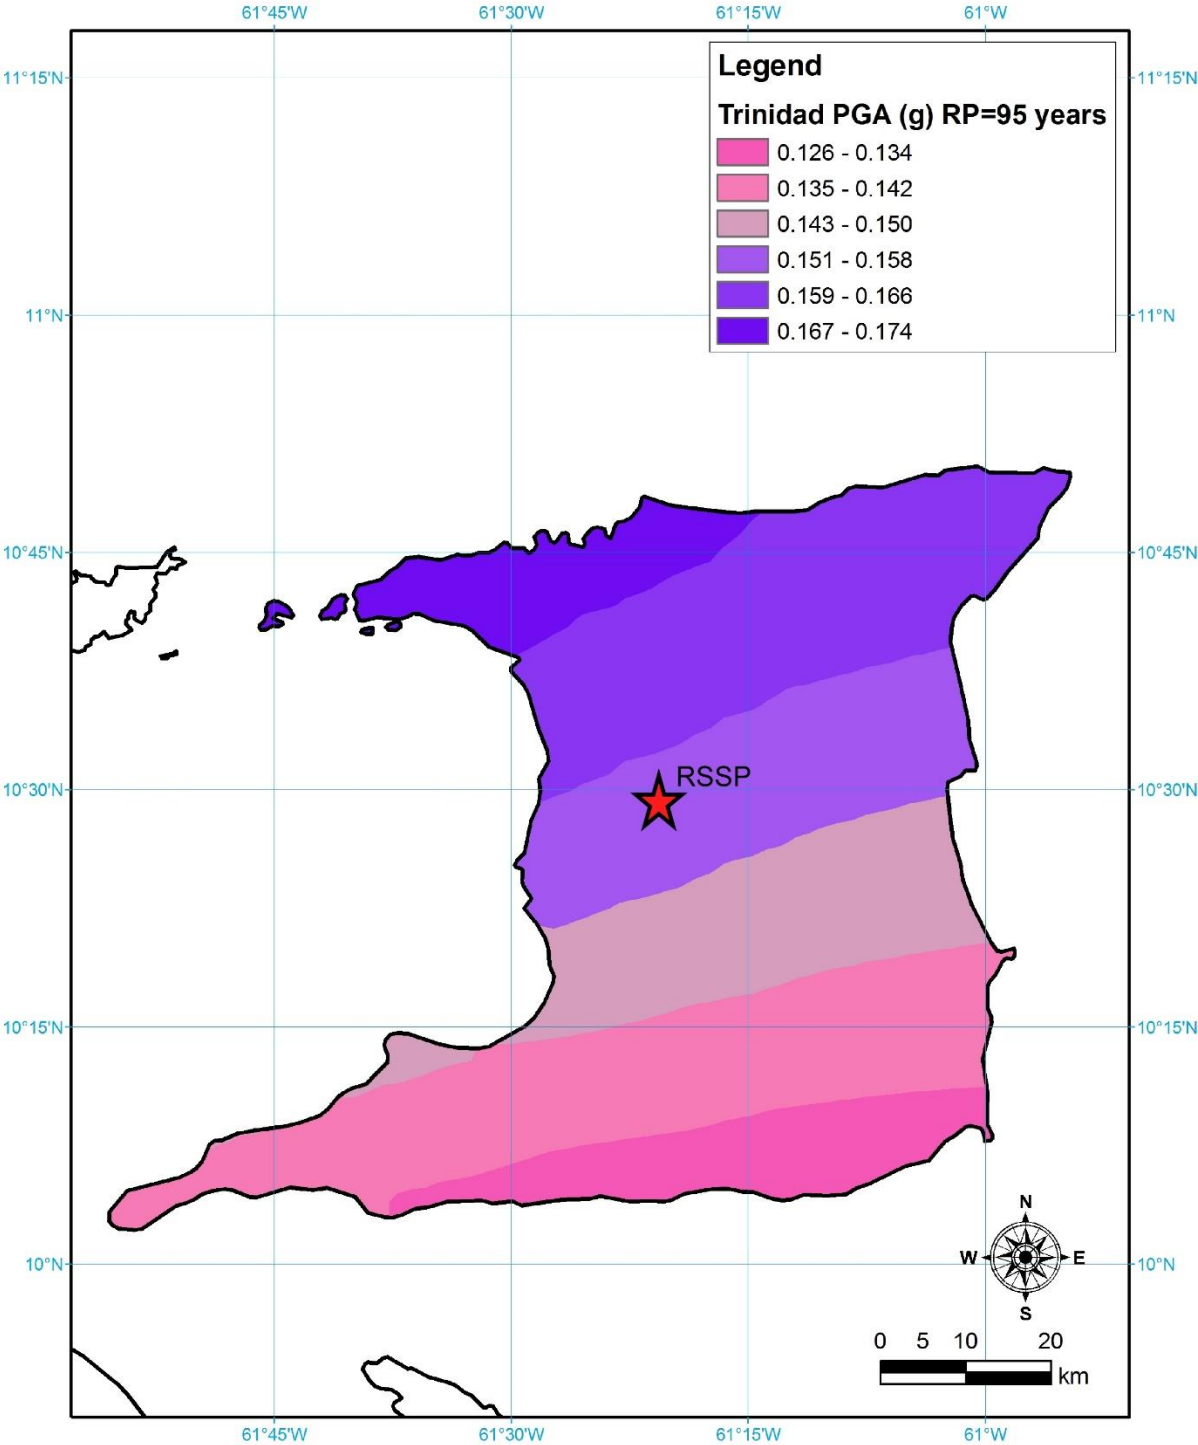 61°45'W 61°30'W 61°15'W 61°W
11°15'N 11°15'N
Legend
Trinidad PGA (g) RP=95 years
0.126 - 0.134
0.135 - 0.142
0.143 - 0.150
0.151 - 0.158
0.159 - 0.166
0.167 - 0.174
11°N 11°N
10°45'N 10°45'N
RSSP
10°30'N 10°30'N
10°15'N 10°15'N
N
W E
S
10°N 10°N
0 5 10 20
km
61°45'W 61°30'W 61°15'W 61°W